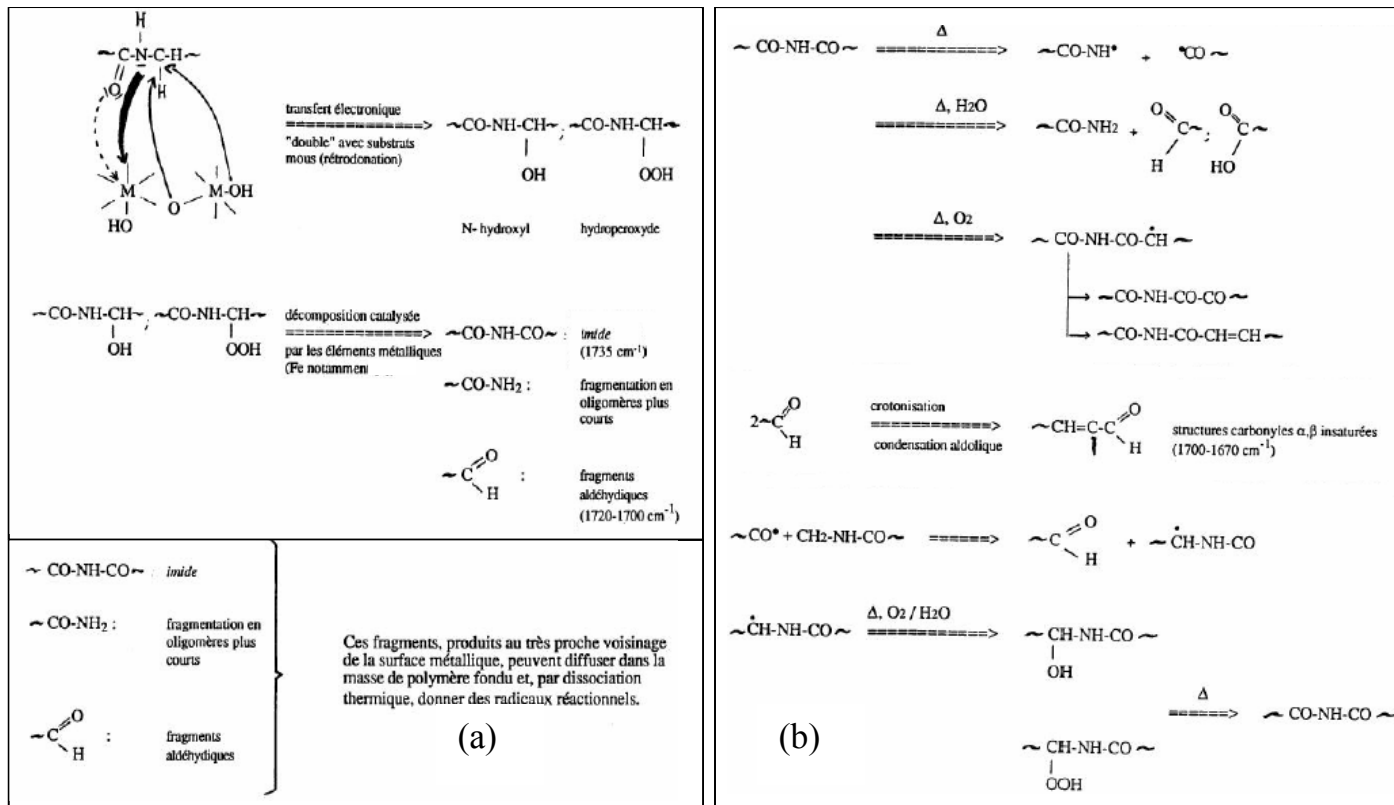 H
~C-N-C-H~
O H
transfert électronique
============>
"double" avec substrats
mous (rétrodonation)
~CO-NH-CH~ ; ~CO-NH-CH~
OH OOH
M M-OH
HO O
N- hydroxyl hydroperoxyde
~CO-NH-CH~ ; ~CO-NH-CH~
OH OOH
décomposition catalysée
============>
par les éléments métalliques
(Fe notammen
~CO-NH-CO~ : imide
(1735 cm⁻¹)
~CO-NH₂ : fragmentation en
oligomères plus
courts
O
~C : fragments
H aldéhydiques
(1720-1700 cm⁻¹)
~ CO-NH-CO~ : imide
~CO-NH₂ : fragmentation en
oligomères plus
courts
O
~C : fragments
H aldéhydiques
Ces fragments, produits au très proche voisinage
de la surface métallique, peuvent diffuser dans la
masse de polymère fondu et, par dissociation
thermique, donner des radicaux réactionnels.
(a)
~ CO-NH-CO~ Δ
============> ~CO-NH• + •CO~
Δ, H2O
============> ~CO-NH2 + O C~ ; O C~
H HO
Δ, O2
============> ~ CO-NH-CO-ĊH ~
~CO-NH-CO-CO~
~CO-NH-CO-CH=CH~
2~C O H
crotonisation
============>
condensation aldolique
~CH=C-C O H
structures carbonyles α,β insaturées
(1700-1670 cm⁻¹)
~CO• + CH2-NH-CO~ ======> ~C O H + ~ĊH-NH-CO
~ĊH-NH-CO~ Δ, O2 / H2O
============> ~ CH-NH-CO ~
OH
Δ
======> ~ CO-NH-CO ~
~ CH-NH-CO~
OOH
(b)